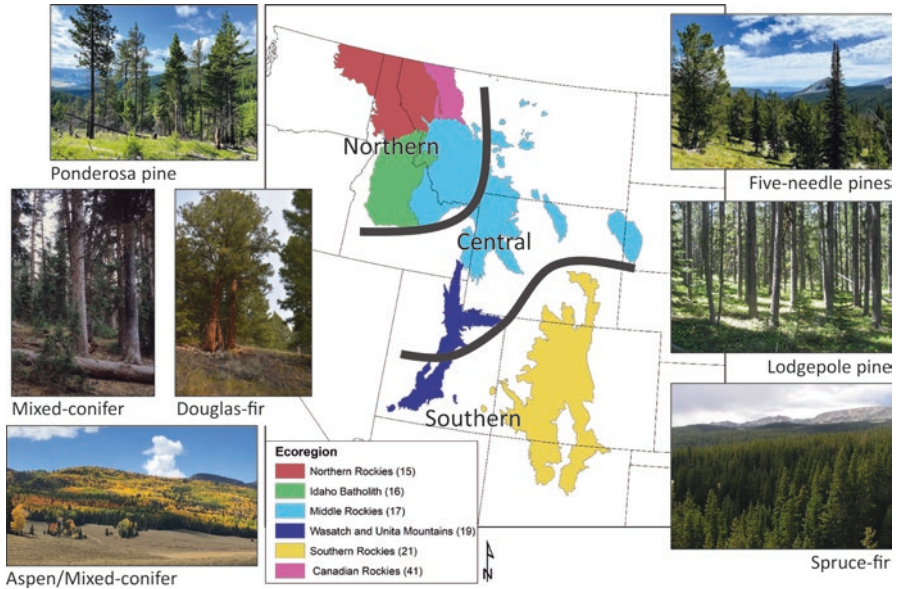 Ponderosa pine
Five-needle pines
Northern
Central
Mixed-conifer
Douglas-fir
Lodgepole pine
Southern
Ecoregion
Northern Rockies (15)
Idaho Batholith (16)
Middle Rockies (17)
Wasatch and Unita Mountains (19)
Southern Rockies (21)
Canadian Rockies (41)
N
Aspen/Mixed-conifer
Spruce-fir